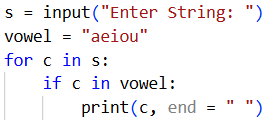 s = input("Enter String: ")
vowel = "aeiou"
for c in s:
    if c in vowel:
        print(c, end = " ")